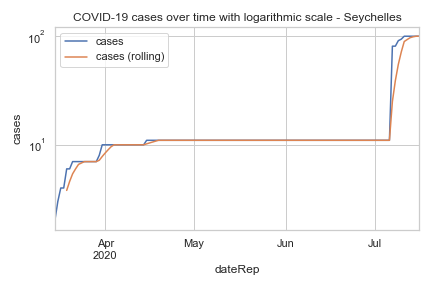 COVID-19 cases over time with logarithmic scale - Seychelles
cases
cases (rolling)
10²
10¹
cases
Apr
2020
May
Jun
Jul
dateRep